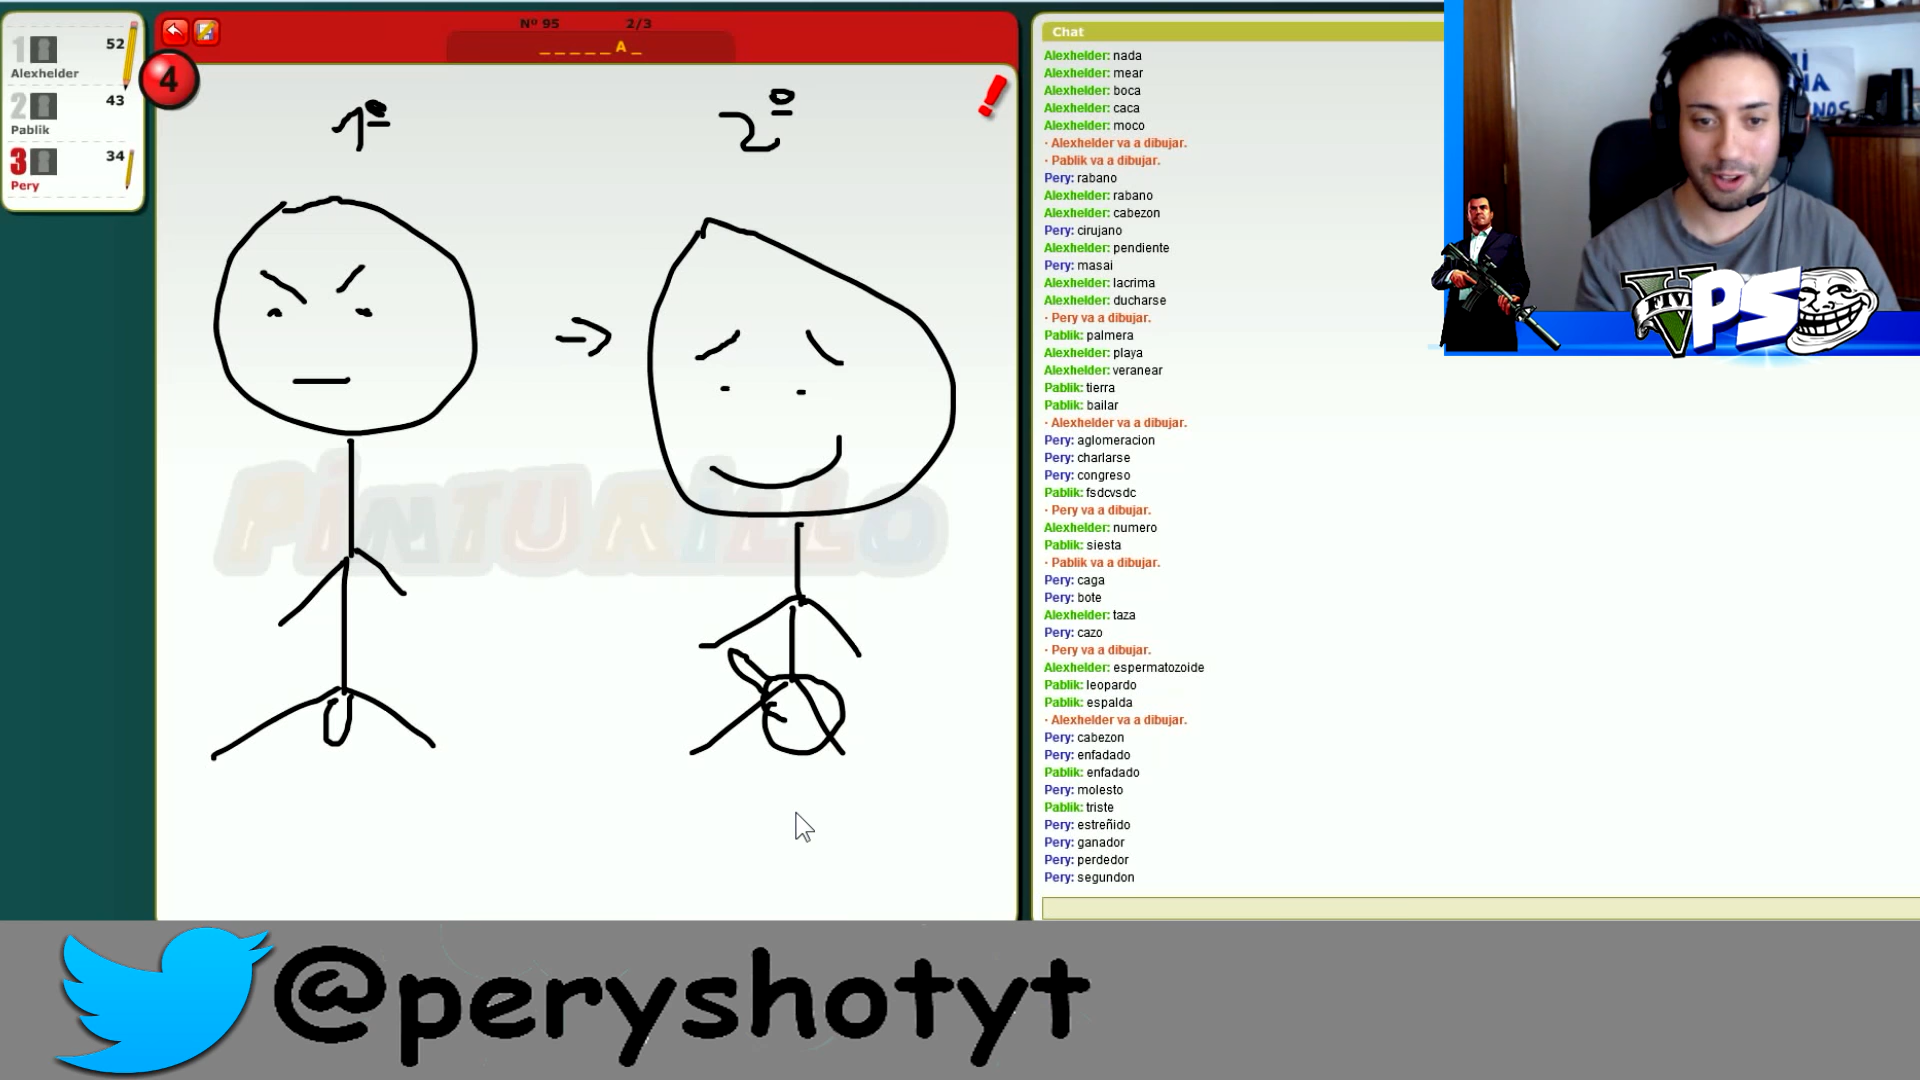 1 52
Alexhelder
2 43
Pablik
3 34
Pery
4
Nº 95 2/3
_ _ _ _ _ A _
1º 2º
PINTURILLO
Chat
Alexhelder: nada
Alexhelder: mear
Alexhelder: boca
Alexhelder: caca
Alexhelder: moco
· Alexhelder va a dibujar.
· Pablik va a dibujar.
Pery: rabano
Alexhelder: rabano
Alexhelder: cabezon
Pery: cirujano
Alexhelder: pendiente
Pery: masai
Alexhelder: lacrima
Alexhelder: ducharse
· Pery va a dibujar.
Pablik: palmera
Alexhelder: playa
Alexhelder: veranear
Pablik: tierra
Pablik: bailar
· Alexhelder va a dibujar.
Pery: aglomeracion
Pery: charlarse
Pery: congreso
Pablik: fsdcvsdc
· Pery va a dibujar.
Alexhelder: numero
Pablik: siesta
· Pablik va a dibujar.
Pery: caga
Pery: bote
Alexhelder: taza
Pery: cazo
· Pery va a dibujar.
Alexhelder: espermatozoide
Pablik: leopardo
Pablik: espalda
· Alexhelder va a dibujar.
Pery: cabezon
Pery: enfadado
Pablik: enfadado
Pery: molesto
Pablik: triste
Pery: estreñido
Pery: ganador
Pery: perdedor
Pery: segundon
V FIV PS
@peryshotyt